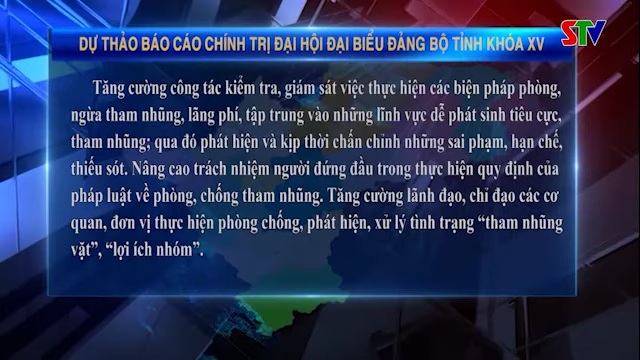 DỰ THẢO BÁO CÁO CHÍNH TRỊ ĐẠI HỘI ĐẠI BIỂU ĐẢNG BỘ TỈNH KHÓA XV
STV
Tăng cường công tác kiểm tra, giám sát việc thực hiện các biện pháp phòng,
ngừa tham nhũng, lãng phí, tập trung vào những lĩnh vực dễ phát sinh tiêu cực,
tham nhũng; qua đó phát hiện và kịp thời chấn chỉnh những sai phạm, hạn chế,
thiếu sót. Nâng cao trách nhiệm người đứng đầu trong thực hiện quy định của
pháp luật về phòng, chống tham nhũng. Tăng cường lãnh đạo, chỉ đạo các cơ
quan, đơn vị thực hiện phòng chống, phát hiện, xử lý tình trạng “tham nhũng
vặt”, “lợi ích nhóm”.